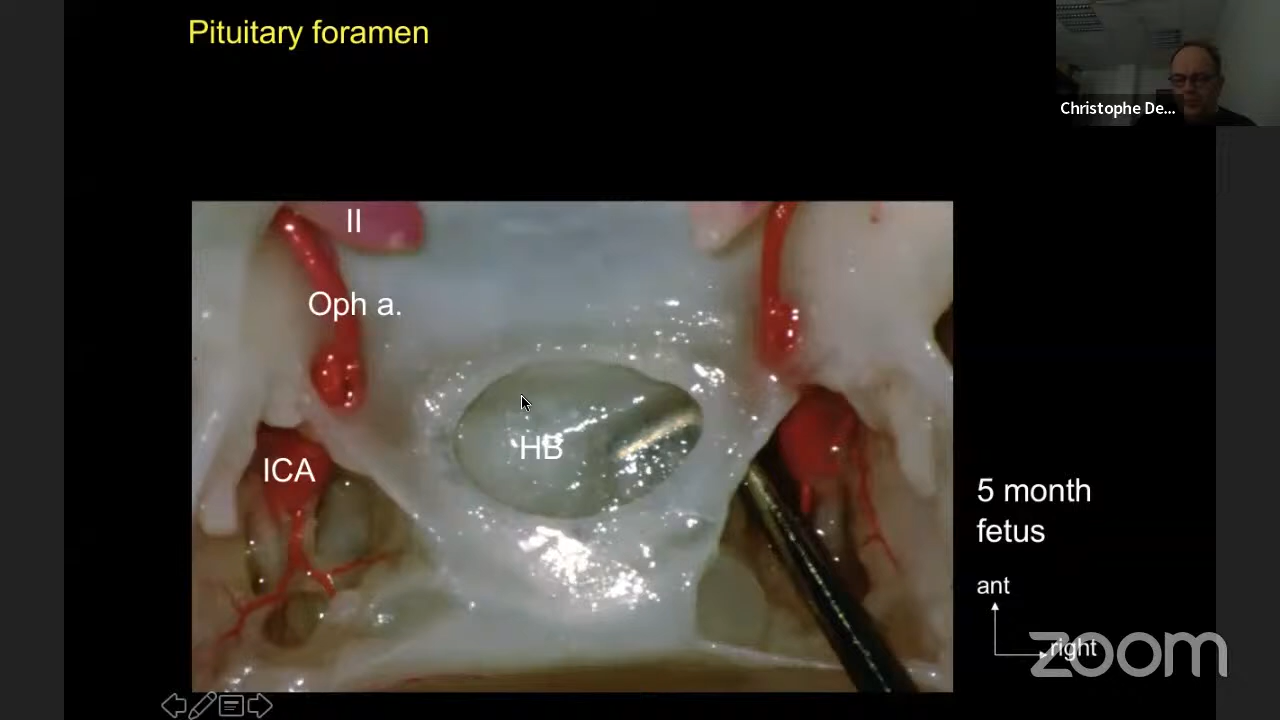 Pituitary foramen
Christophe De...
II
Oph a.
HB
ICA
5 month
fetus
ant
right
zoom